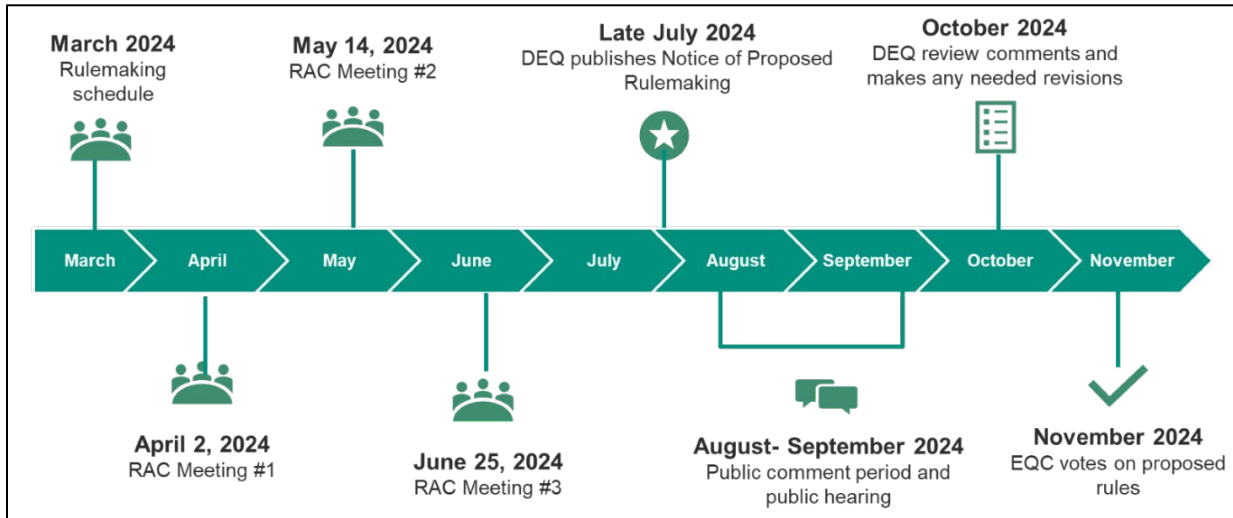 March 2024
Rulemaking
schedule
May 14, 2024
RAC Meeting #2
Late July 2024
DEQ publishes Notice of Proposed
Rulemaking
October 2024
DEQ review comments and
makes any needed revisions
March
April
May
June
July
August
September
October
November
April 2, 2024
RAC Meeting #1
June 25, 2024
RAC Meeting #3
August- September 2024
Public comment period and
public hearing
November 2024
EQC votes on proposed
rules